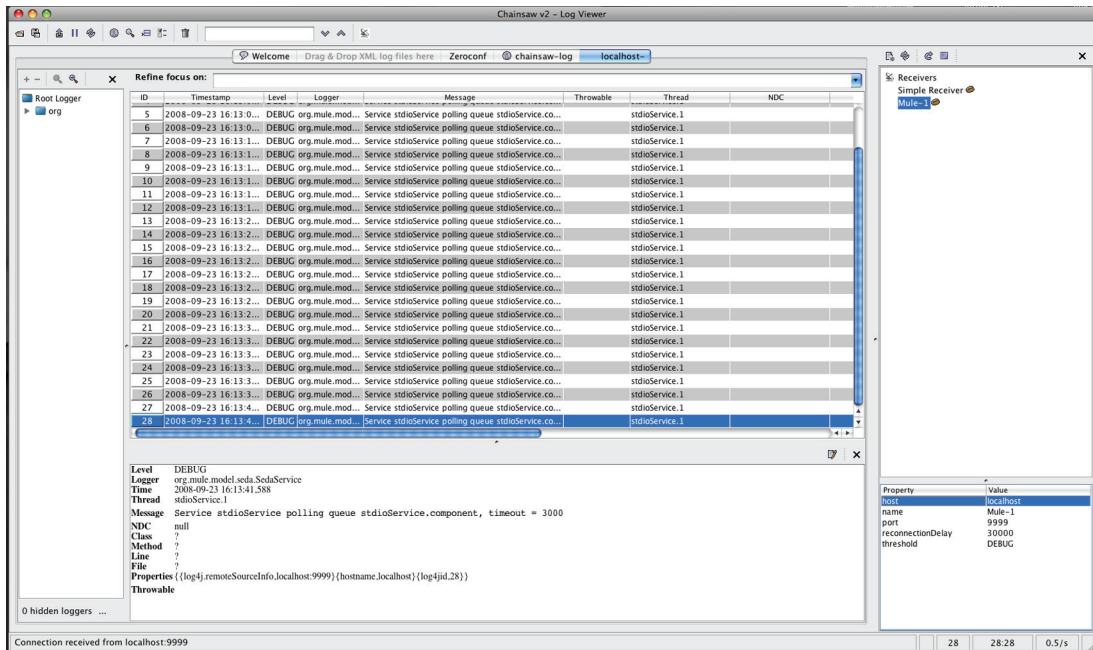 Chainsaw v2 – Log Viewer
Welcome Drag & Drop XML log files here Zeroconf chainsaw-log localhost-
Refine focus on:
Root Logger
org
ID Timestamp Level Logger Message Throwable Thread NDC
5 2008-09-23 16:13:0... DEBUG org.mule.mod... Service stdioService polling queue stdioService.co... stdioService.1
6 2008-09-23 16:13:0... DEBUG org.mule.mod... Service stdioService polling queue stdioService.co... stdioService.1
7 2008-09-23 16:13:1... DEBUG org.mule.mod... Service stdioService polling queue stdioService.co... stdioService.1
8 2008-09-23 16:13:1... DEBUG org.mule.mod... Service stdioService polling queue stdioService.co... stdioService.1
9 2008-09-23 16:13:1... DEBUG org.mule.mod... Service stdioService polling queue stdioService.co... stdioService.1
10 2008-09-23 16:13:1... DEBUG org.mule.mod... Service stdioService polling queue stdioService.co... stdioService.1
11 2008-09-23 16:13:1... DEBUG org.mule.mod... Service stdioService polling queue stdioService.co... stdioService.1
12 2008-09-23 16:13:1... DEBUG org.mule.mod... Service stdioService polling queue stdioService.co... stdioService.1
13 2008-09-23 16:13:2... DEBUG org.mule.mod... Service stdioService polling queue stdioService.co... stdioService.1
14 2008-09-23 16:13:2... DEBUG org.mule.mod... Service stdioService polling queue stdioService.co... stdioService.1
15 2008-09-23 16:13:2... DEBUG org.mule.mod... Service stdioService polling queue stdioService.co... stdioService.1
16 2008-09-23 16:13:2... DEBUG org.mule.mod... Service stdioService polling queue stdioService.co... stdioService.1
17 2008-09-23 16:13:2... DEBUG org.mule.mod... Service stdioService polling queue stdioService.co... stdioService.1
18 2008-09-23 16:13:2... DEBUG org.mule.mod... Service stdioService polling queue stdioService.co... stdioService.1
19 2008-09-23 16:13:2... DEBUG org.mule.mod... Service stdioService polling queue stdioService.co... stdioService.1
20 2008-09-23 16:13:2... DEBUG org.mule.mod... Service stdioService polling queue stdioService.co... stdioService.1
21 2008-09-23 16:13:3... DEBUG org.mule.mod... Service stdioService polling queue stdioService.co... stdioService.1
22 2008-09-23 16:13:3... DEBUG org.mule.mod... Service stdioService polling queue stdioService.co... stdioService.1
23 2008-09-23 16:13:3... DEBUG org.mule.mod... Service stdioService polling queue stdioService.co... stdioService.1
24 2008-09-23 16:13:3... DEBUG org.mule.mod... Service stdioService polling queue stdioService.co... stdioService.1
25 2008-09-23 16:13:3... DEBUG org.mule.mod... Service stdioService polling queue stdioService.co... stdioService.1
26 2008-09-23 16:13:3... DEBUG org.mule.mod... Service stdioService polling queue stdioService.co... stdioService.1
27 2008-09-23 16:13:4... DEBUG org.mule.mod... Service stdioService polling queue stdioService.co... stdioService.1
28 2008-09-23 16:13:4... DEBUG org.mule.mod... Service stdioService polling queue stdioService.co... stdioService.1
Level DEBUG
Logger org.mule.model.seda.SedaService
Time 2008-09-23 16:13:41,588
Thread stdioService.1
Message Service stdioService polling queue stdioService.component, timeout = 3000
NDC null
Class ?
Method ?
Line ?
File ?
Properties {{log4j.remoteSourceInfo,localhost:9999}{hostname,localhost}{log4jid,28}}
Throwable
0 hidden loggers ...
Receivers
Simple Receiver
Mule-1
Property Value
host localhost
name Mule-1
port 9999
reconnectionDelay 30000
threshold DEBUG
Connection received from localhost:9999
28 28:28 0.5/s